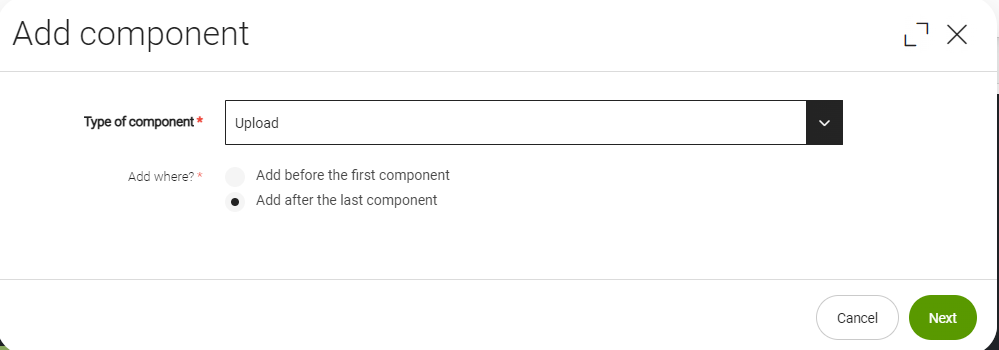 Add component
Type of component *
Upload
Add where? *
Add before the first component
Add after the last component
Cancel
Next